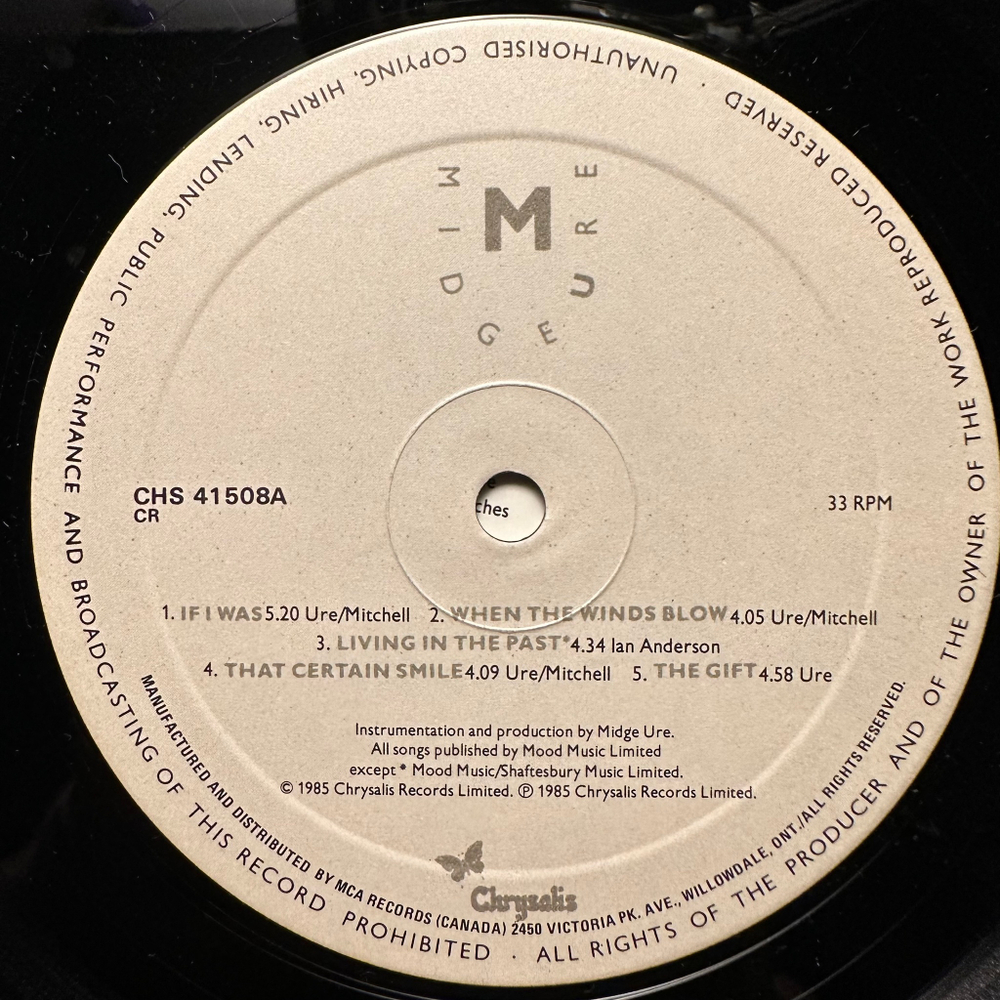 UNAUTHORISED COPYING, HIRING, LENDING, PUBLIC PERFORMANCE AND BROADCASTING OF THIS RECORD PROHIBITED · ALL RIGHTS OF THE PRODUCER AND OF THE OWNER OF THE WORK REPRODUCED RESERVED ·
MIDGE URE
M
ches
CHS 41508A
CR
33 RPM
1. IF I WAS 5.20 Ure/Mitchell 2. WHEN THE WINDS BLOW 4.05 Ure/Mitchell
3. LIVING IN THE PAST* 4.34 Ian Anderson
4. THAT CERTAIN SMILE 4.09 Ure/Mitchell 5. THE GIFT 4.58 Ure
Instrumentation and production by Midge Ure.
All songs published by Mood Music Limited
except * Mood Music/Shaftesbury Music Limited.
© 1985 Chrysalis Records Limited. ℗ 1985 Chrysalis Records Limited.
Chrysalis
MANUFACTURED AND DISTRIBUTED BY MCA RECORDS (CANADA) 2450 VICTORIA PK. AVE., WILLOWDALE, ONT./ALL RIGHTS RESERVED.